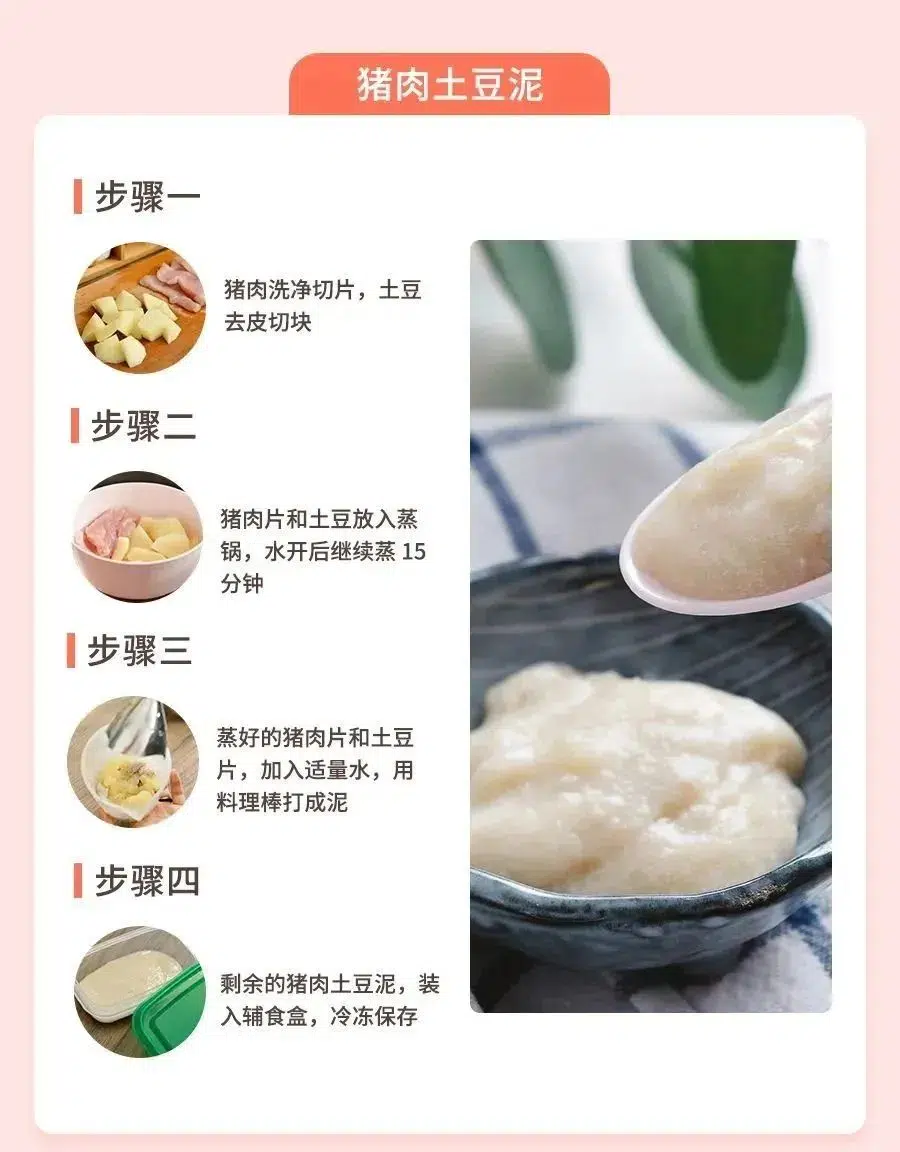 猪肉土豆泥
步骤一
猪肉洗净切片，土豆
去皮切块
步骤二
猪肉片和土豆放入蒸
锅，水开后继续蒸 15
分钟
步骤三
蒸好的猪肉片和土豆
片，加入适量水，用
料理棒打成泥
步骤四
剩余的猪肉土豆泥，装
入辅食盒，冷冻保存